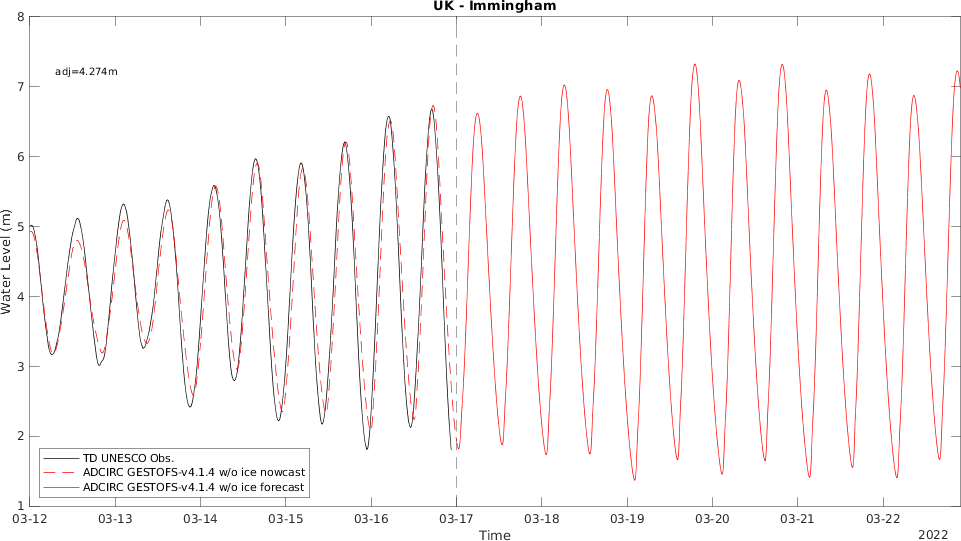 UK - Immingham
8
7
6
5
4
3
2
1
Water Level (m)
adj=4.274m
TD UNESCO Obs.
ADCIRC GESTOFS-v4.1.4 w/o ice nowcast
ADCIRC GESTOFS-v4.1.4 w/o ice forecast
03-12 03-13 03-14 03-15 03-16 03-17 03-18 03-19 03-20 03-21 03-22
Time
2022